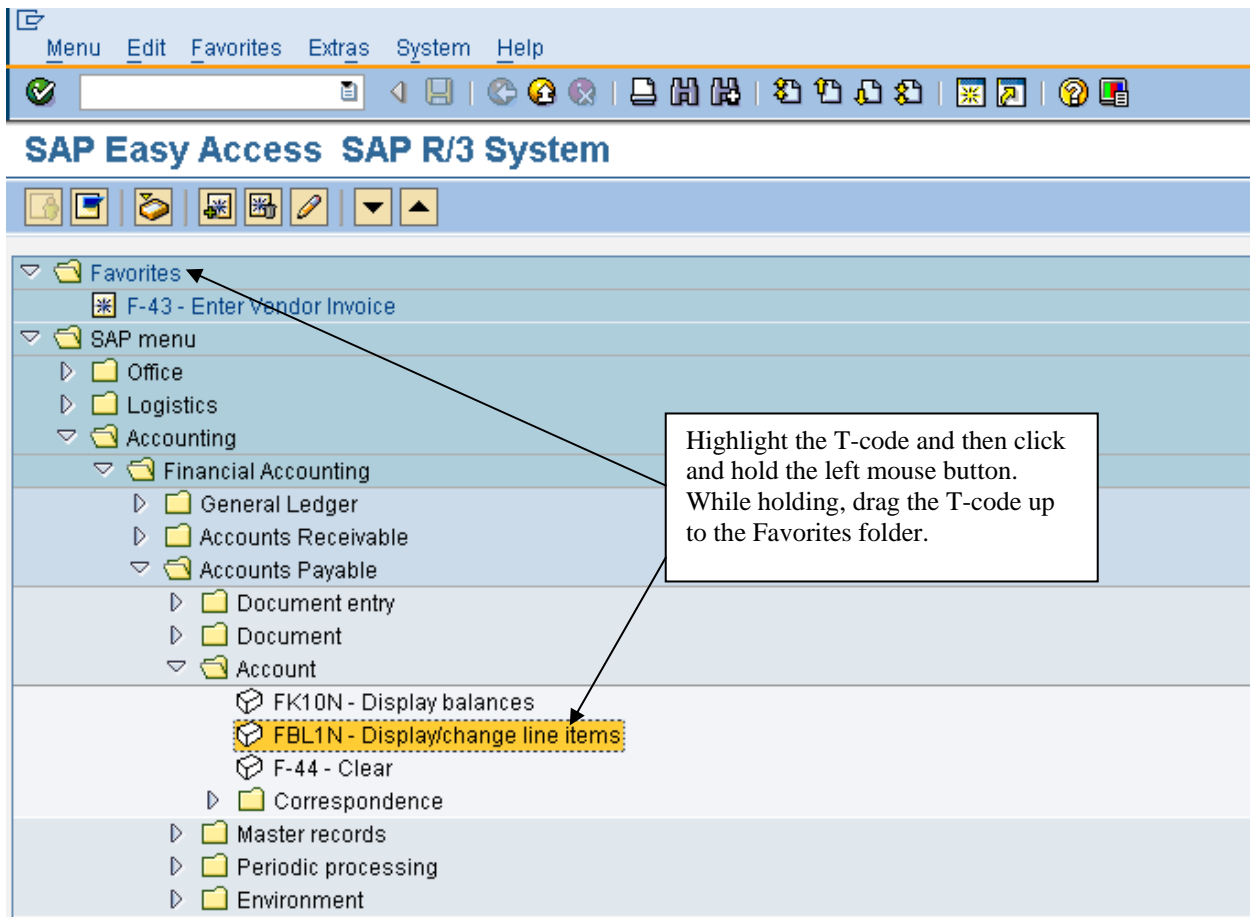 Menu Edit Favorites Extras System Help
SAP Easy Access SAP R/3 System
Favorites
F-43 - Enter Vendor Invoice
SAP menu
Office
Logistics
Accounting
Financial Accounting
General Ledger
Accounts Receivable
Accounts Payable
Document entry
Document
Account
FK10N - Display balances
FBL1N - Display/change line items
F-44 - Clear
Correspondence
Master records
Periodic processing
Environment
Highlight the T-code and then click
and hold the left mouse button.
While holding, drag the T-code up
to the Favorites folder.